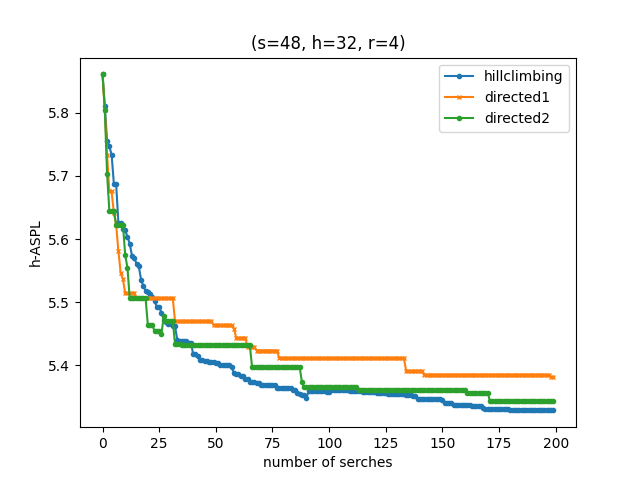 (s=48, h=32, r=4)
hillclimbing
directed1
directed2
5.8
5.7
5.6
5.5
5.4
h-ASPL
0 25 50 75 100 125 150 175 200
number of serches